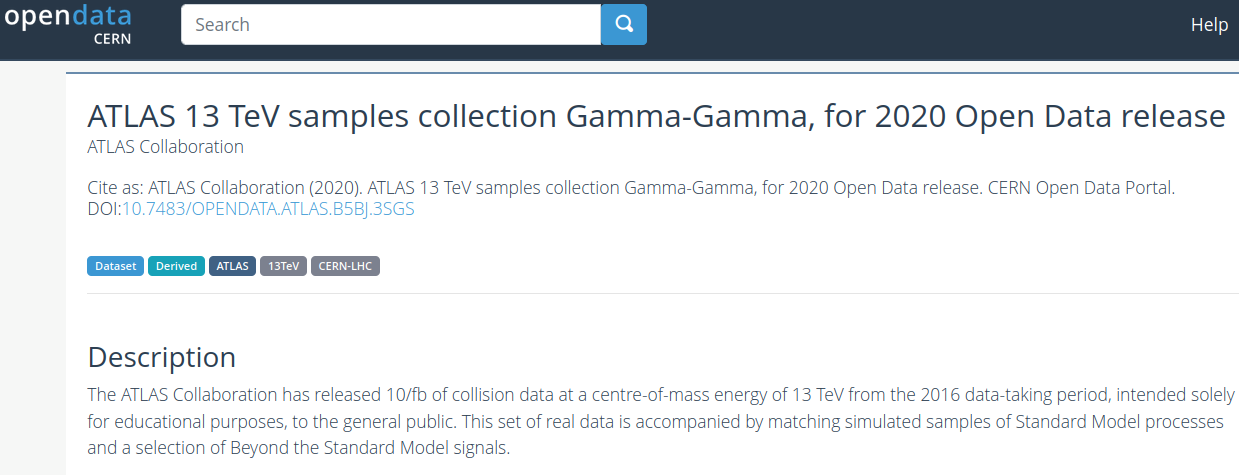 opendata
CERN
Search
Help
ATLAS 13 TeV samples collection Gamma-Gamma, for 2020 Open Data release
ATLAS Collaboration
Cite as: ATLAS Collaboration (2020). ATLAS 13 TeV samples collection Gamma-Gamma, for 2020 Open Data release. CERN Open Data Portal.
DOI:10.7483/OPENDATA.ATLAS.B5BJ.3SGS
Dataset Derived ATLAS 13TeV CERN-LHC
Description
The ATLAS Collaboration has released 10/fb of collision data at a centre-of-mass energy of 13 TeV from the 2016 data-taking period, intended solely
for educational purposes, to the general public. This set of real data is accompanied by matching simulated samples of Standard Model processes
and a selection of Beyond the Standard Model signals.